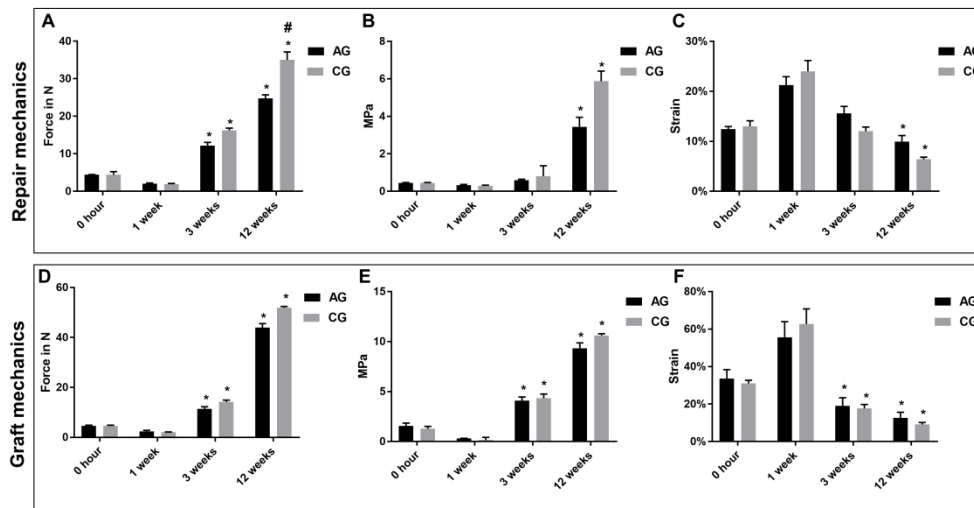 Repair mechanics
A
Force in N
40
30
20
10
0
*
*
*
*
#
AG
CG
0 hour
1 week
3 weeks
12 weeks
B
MPa
8
6
4
2
0
*
*
AG
CG
0 hour
1 week
3 weeks
12 weeks
C
Strain
30%
20%
10%
0%
*
*
AG
CG
0 hour
1 week
3 weeks
12 weeks
Graft mechanics
D
Force in N
60
40
20
0
*
*
*
*
AG
CG
0 hour
1 week
3 weeks
12 weeks
E
MPa
15
10
5
0
*
*
*
*
AG
CG
0 hour
1 week
3 weeks
12 weeks
F
Strain
80%
60%
40%
20%
0%
*
*
*
*
AG
CG
0 hour
1 week
3 weeks
12 weeks